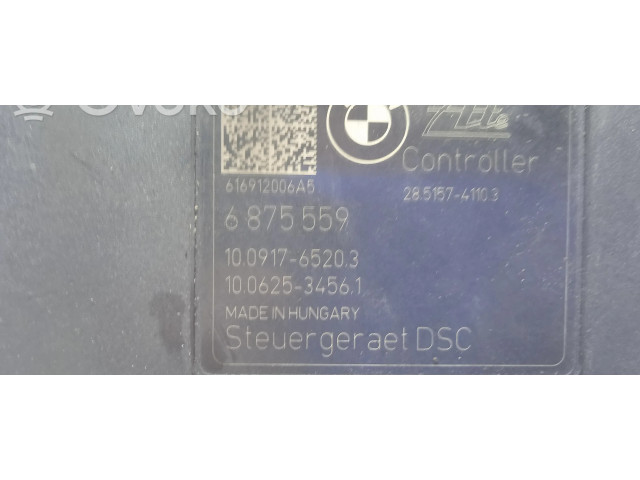 Controller
616912006A5
28.5157-4110.3
6 875 559
10.0917-6520.3
10.0625-3456.1
MADE IN HUNGARY
Steuergeraet DSC